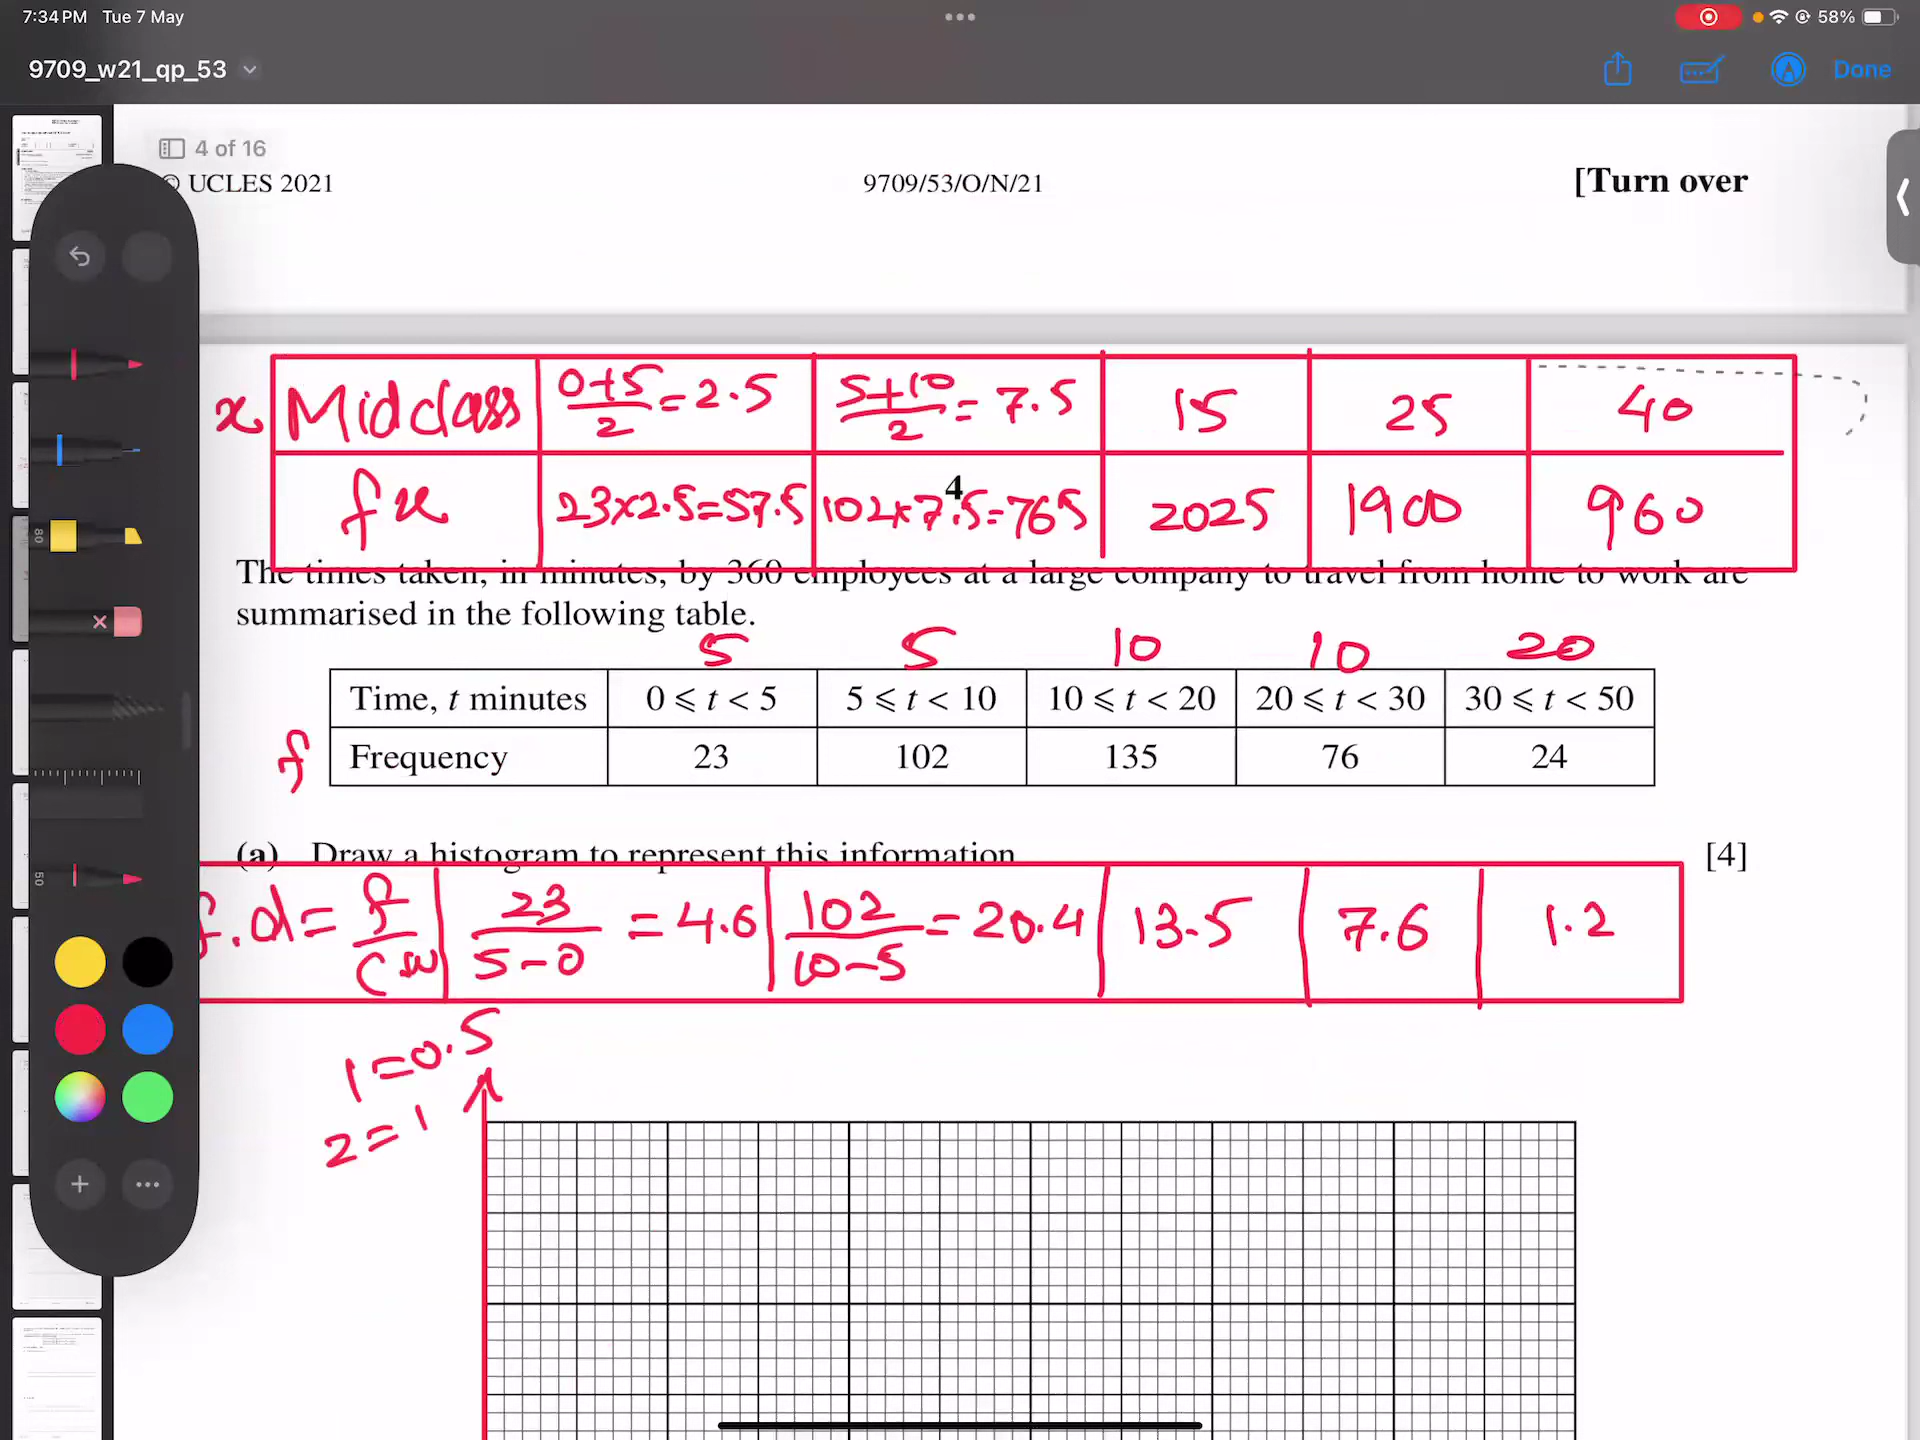 7:34 PM Tue 7 May
58%
9709_w21_qp_53
Done
4 of 16
© UCLES 2021
9709/53/O/N/21
[Turn over
x Mid class 0+5/2=2.5 5+10/2=7.5 15 25 40
fx 23×2.5=57.5 102×7.5=765 2025 1900 960
4
The times taken, in minutes, by 360 employees at a large company to travel from home to work are
summarised in the following table.
5 5 10 10 20
Time, t minutes 0 ⩽ t < 5 5 ⩽ t < 10 10 ⩽ t < 20 20 ⩽ t < 30 30 ⩽ t < 50
f Frequency 23 102 135 76 24
(a) Draw a histogram to represent this information [4]
f.d = f/cw 23/5-0 = 4.6 102/10-5 = 20.4 13.5 7.6 1.2
1=0.5
2=1
80
50